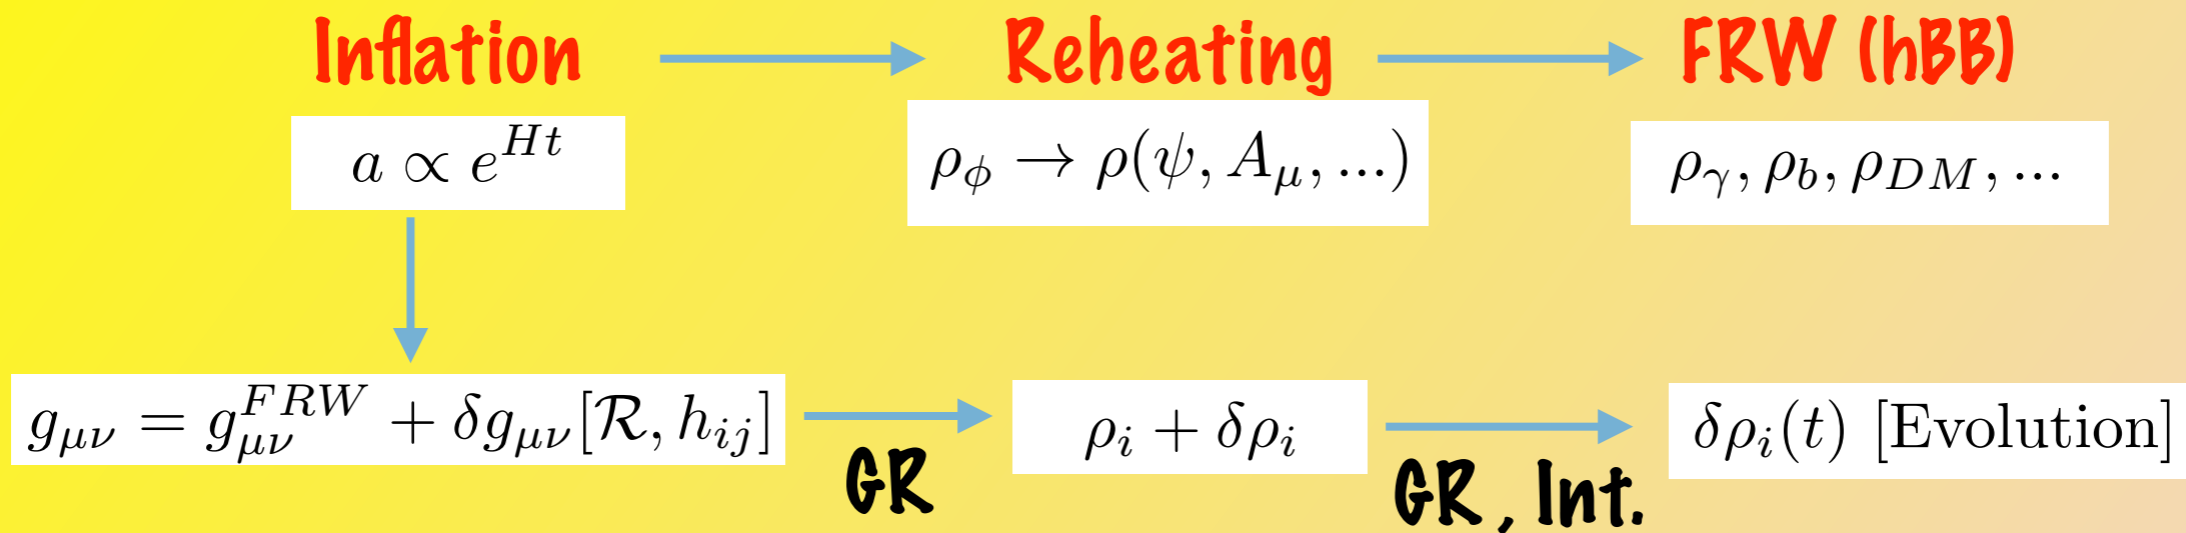 Inflation → Reheating → FRW (hBB)
a ∝ e^{Ht}
ρ_ϕ → ρ(ψ, A_μ, ...)
ρ_γ, ρ_b, ρ_{DM}, ...
g_{μν} = g_{μν}^{FRW} + δg_{μν}[ℛ, h_{ij}]
ρ_i + δρ_i
δρ_i(t) [Evolution]
GR
GR, Int.